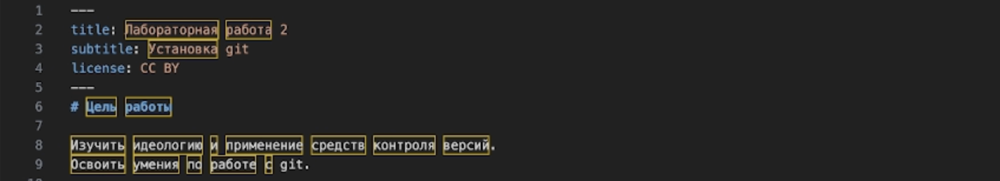 1 ---
2 title: Лабораторная работа 2
3 subtitle: Установка git
4 license: CC BY
5 ---
6 # Цель работы
7
8 Изучить идеологию и применение средств контроля версий.
9 Освоить умения по работе с git.